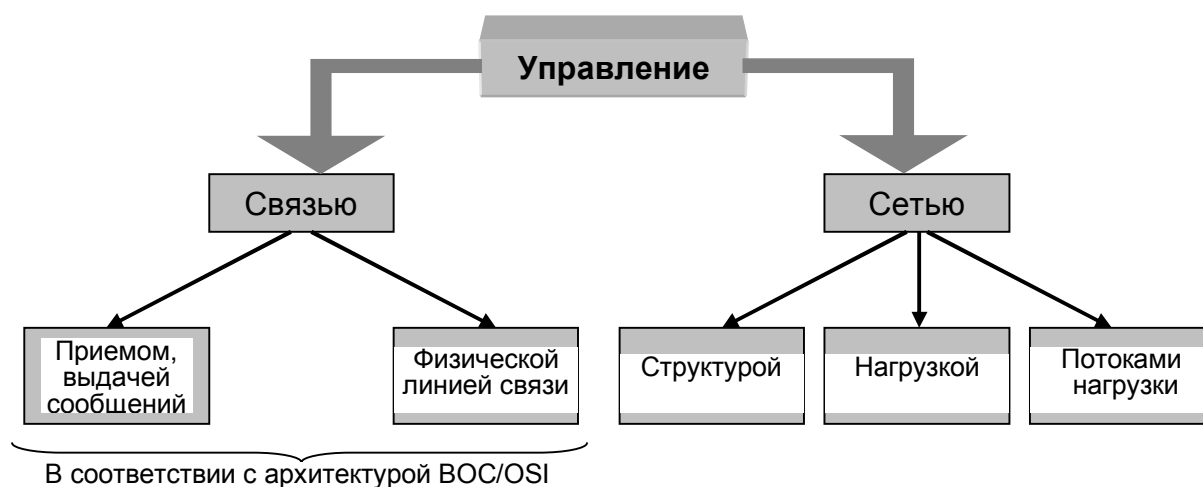 Управление
Связью
Сетью
Приемом,
выдачей
сообщений
Физической
линией связи
Структурой
Нагрузкой
Потоками
нагрузки
В соответствии с архитектурой ВОС/OSI